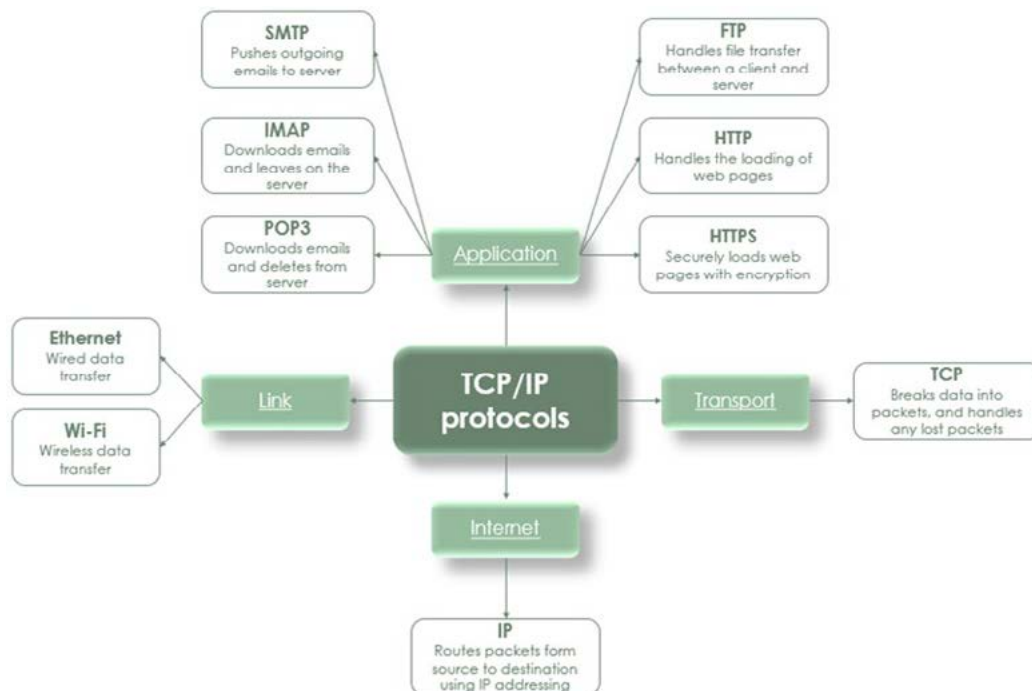 SMTP
Pushes outgoing
emails to server
IMAP
Downloads emails
and leaves on the
server
POP3
Downloads emails
and deletes from
server
FTP
Handles file transfer
between a client and
server
HTTP
Handles the loading of
web pages
HTTPS
Securely loads web
pages with encryption
Application
Ethernet
Wired data
transfer
Wi-Fi
Wireless data
transfer
Link
TCP/IP
protocols
Transport
TCP
Breaks data into
packets, and handles
any lost packets
Internet
IP
Routes packets form
source to destination
using IP addressing